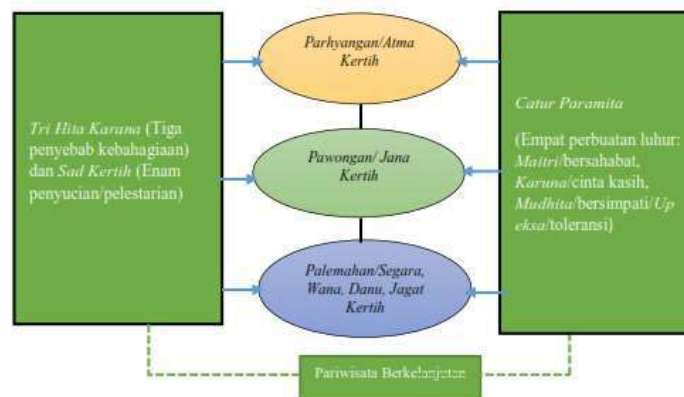 Tri Hita Karana (Tiga
penyebab kebahagiaan)
dan Sad Kertih (Enam
penyucian/pelestarian)
Parhyangan/Atma
Kertih
Pawongan/ Jana
Kertih
Palemahan/Segara,
Wana, Danu, Jagat
Kertih
Catur Paramita
(Empat perbuatan luhur:
Maitri/bersahabat,
Karuna/cinta kasih,
Mudhita/bersimpati/Up
eksa/toleransi)
Pariwisata Berkelanjutan